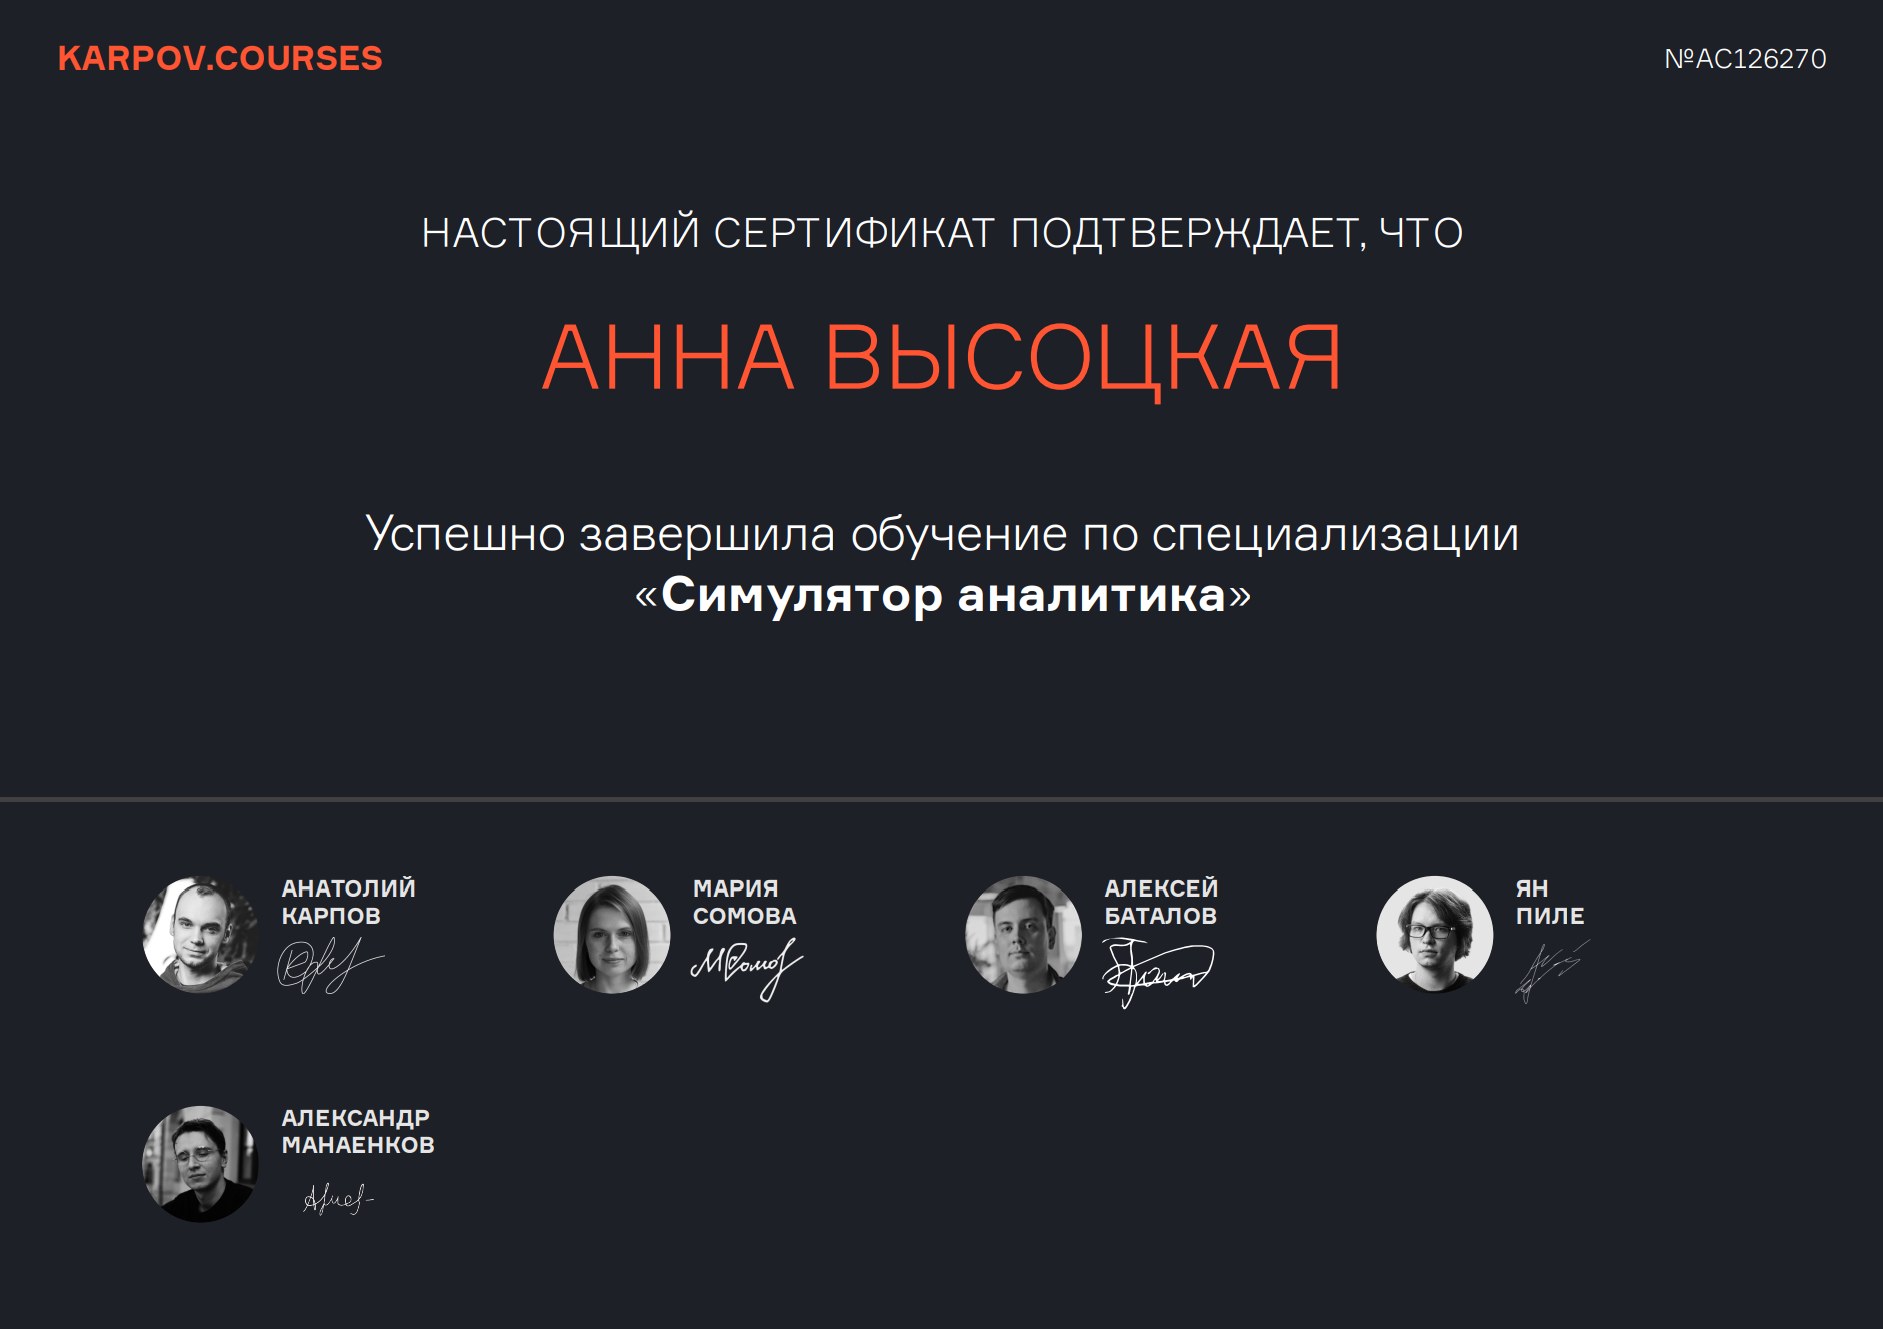 KARPOV.COURSES
№АС126270
НАСТОЯЩИЙ СЕРТИФИКАТ ПОДТВЕРЖДАЕТ, ЧТО
АННА ВЫСОЦКАЯ
Успешно завершила обучение по специализации
«Симулятор аналитика»
АНАТОЛИЙ
КАРПОВ
МАРИЯ
СОМОВА
АЛЕКСЕЙ
БАТАЛОВ
ЯН
ПИЛЕ
АЛЕКСАНДР
МАНАЕНКОВ